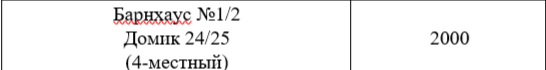 Барнхаус №1/2
Домик 24/25
(4-местный)
2000